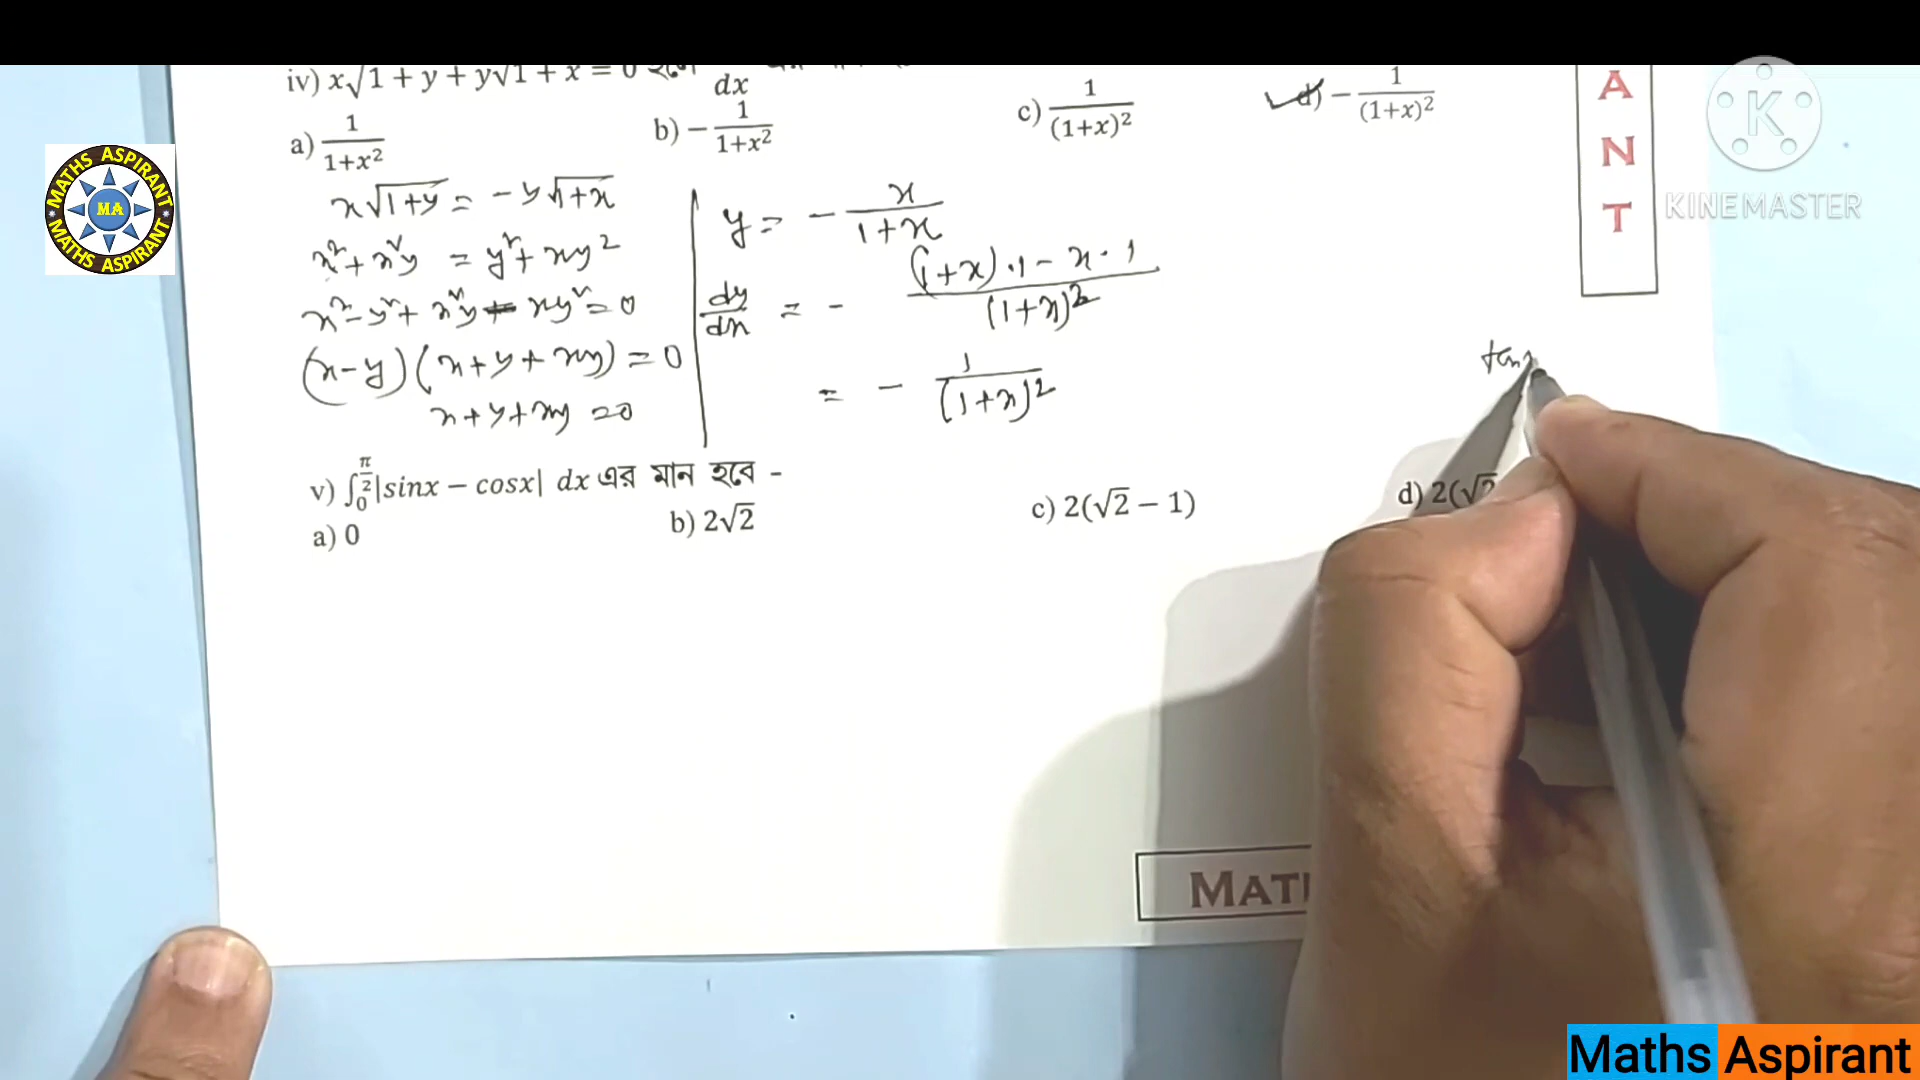 iv) x√1 + y + y√1 + x = 0 হলে
dx
a) 1/(1+x²) b) −1/(1+x²) c) 1/(1+x)² d) −1/(1+x)²
x√(1+y) = −y√(1+x)
x² + x²y = y² + xy²
x² − y² + x²y − xy² = 0
(x−y)(x+y+xy) = 0
x+y+xy = 0
y = − x/(1+x)
dy/dx = − ((1+x)·1 − x·1)/(1+x)²
= − 1/(1+x)²
tan
v) ∫₀^(π/2) |sinx − cosx| dx এর মান হবে -
a) 0 b) 2√2 c) 2(√2 − 1) d) 2(√2
A
N
T
MATHS ASPIRANT
MA
MATHS ASPIRANT
K
KINEMASTER
MAT
Maths Aspirant